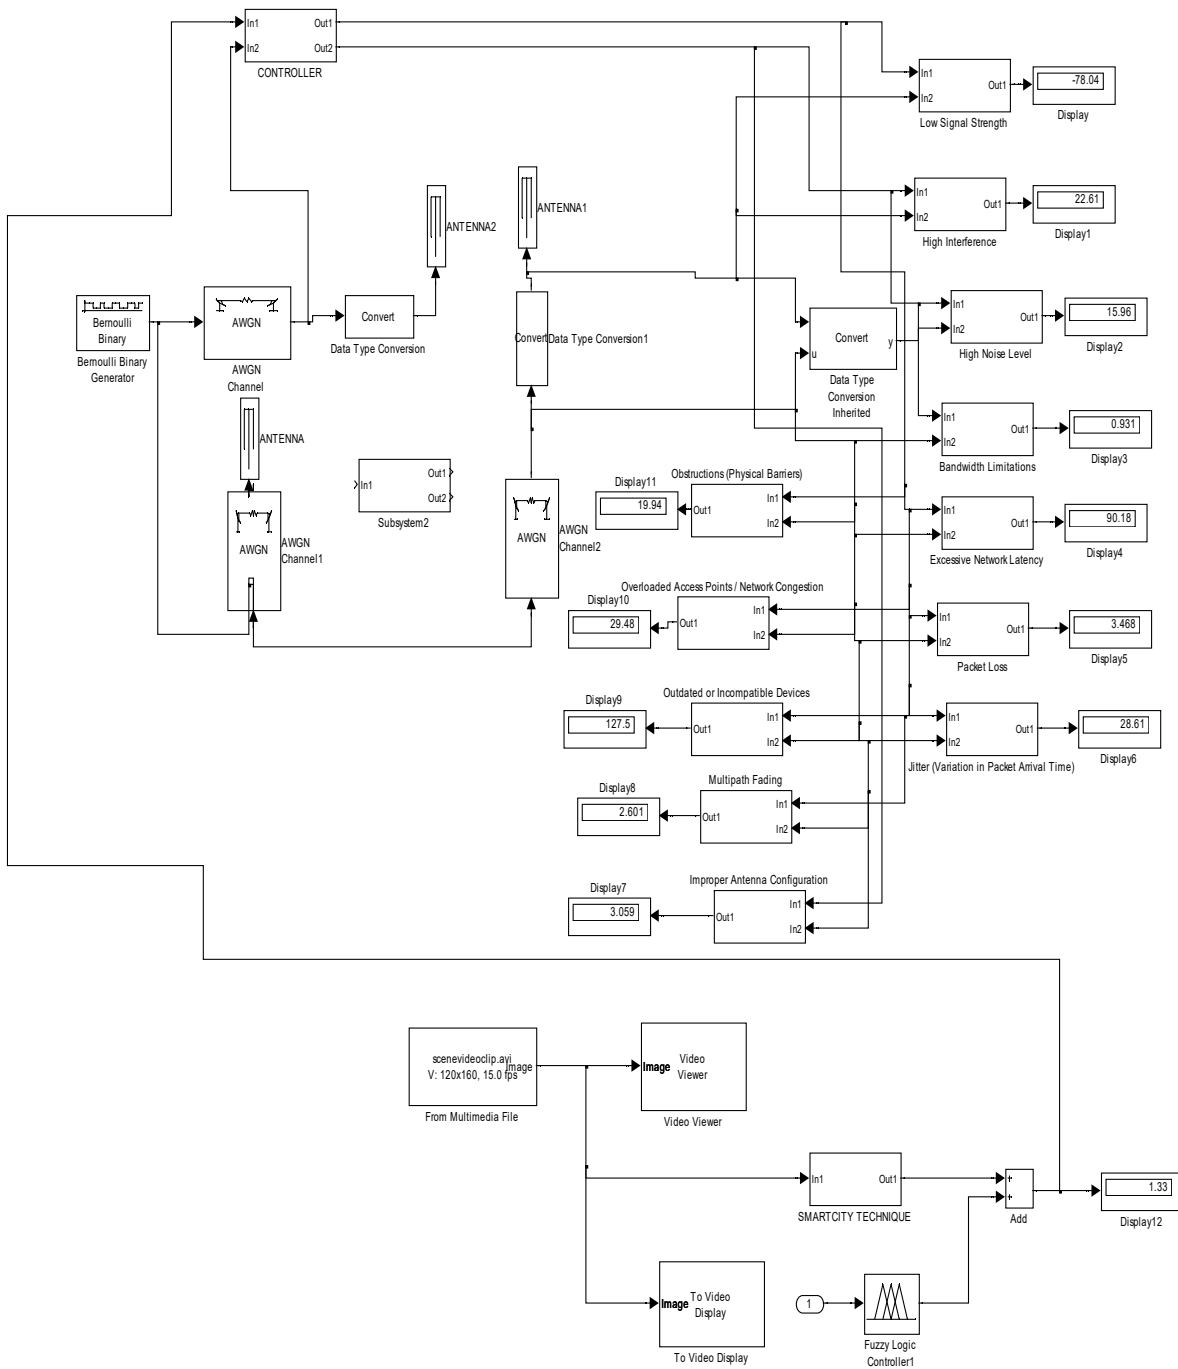 In1
In2
Out1
Out2
CONTROLLER
In1
In2
Out1
Low Signal Strength
-78.04
Display
ANTENNA2
ANTENNA1
In1
In2
Out1
High Interference
22.61
Display1
Bernoulli
Binary
Bernoulli Binary
Generator
AWGN
AWGN
Channel
Convert
Data Type Conversion
Convert
Data Type Conversion1
Convert
u
y
Data Type
Conversion
Inherited
In1
In2
Out1
High Noise Level
15.96
Display2
In1
In2
Out1
Bandwidth Limitations
0.931
Display3
ANTENNA
AWGN
AWGN
Channel1
In1
Out1
Out2
Subsystem2
AWGN
AWGN
Channel2
Display11
19.94
Obstructions (Physical Barriers)
Out1
In1
In2
In1
In2
Out1
Excessive Network Latency
90.18
Display4
Display10
29.48
Overloaded Access Points / Network Congestion
Out1
In1
In2
In1
In2
Out1
Packet Loss
3.468
Display5
Display9
127.5
Outdated or Incompatible Devices
Out1
In1
In2
In1
In2
Out1
Jitter (Variation in Packet Arrival Time)
28.61
Display6
Display8
2.601
Multipath Fading
Out1
In1
In2
Display7
3.059
Improper Antenna Configuration
Out1
In1
In2
scenevideoclip.avi
V: 120x160, 15.0 fps
Image
From Multimedia File
Image
Video
Viewer
Video Viewer
In1
Out1
SMARTCITY TECHNIQUE
+
+
Add
1.33
Display12
Image
To Video
Display
To Video Display
1
Fuzzy Logic
Controller1